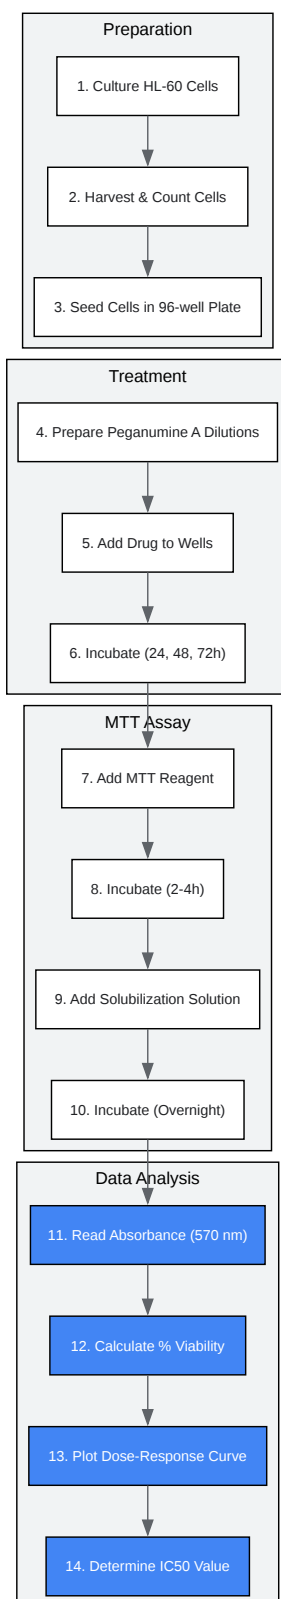 Preparation
1. Culture HL-60 Cells
2. Harvest & Count Cells
3. Seed Cells in 96-well Plate
Treatment
4. Prepare Peganumine A Dilutions
5. Add Drug to Wells
6. Incubate (24, 48, 72h)
MTT Assay
7. Add MTT Reagent
8. Incubate (2-4h)
9. Add Solubilization Solution
10. Incubate (Overnight)
Data Analysis
11. Read Absorbance (570 nm)
12. Calculate % Viability
13. Plot Dose-Response Curve
14. Determine IC50 Value